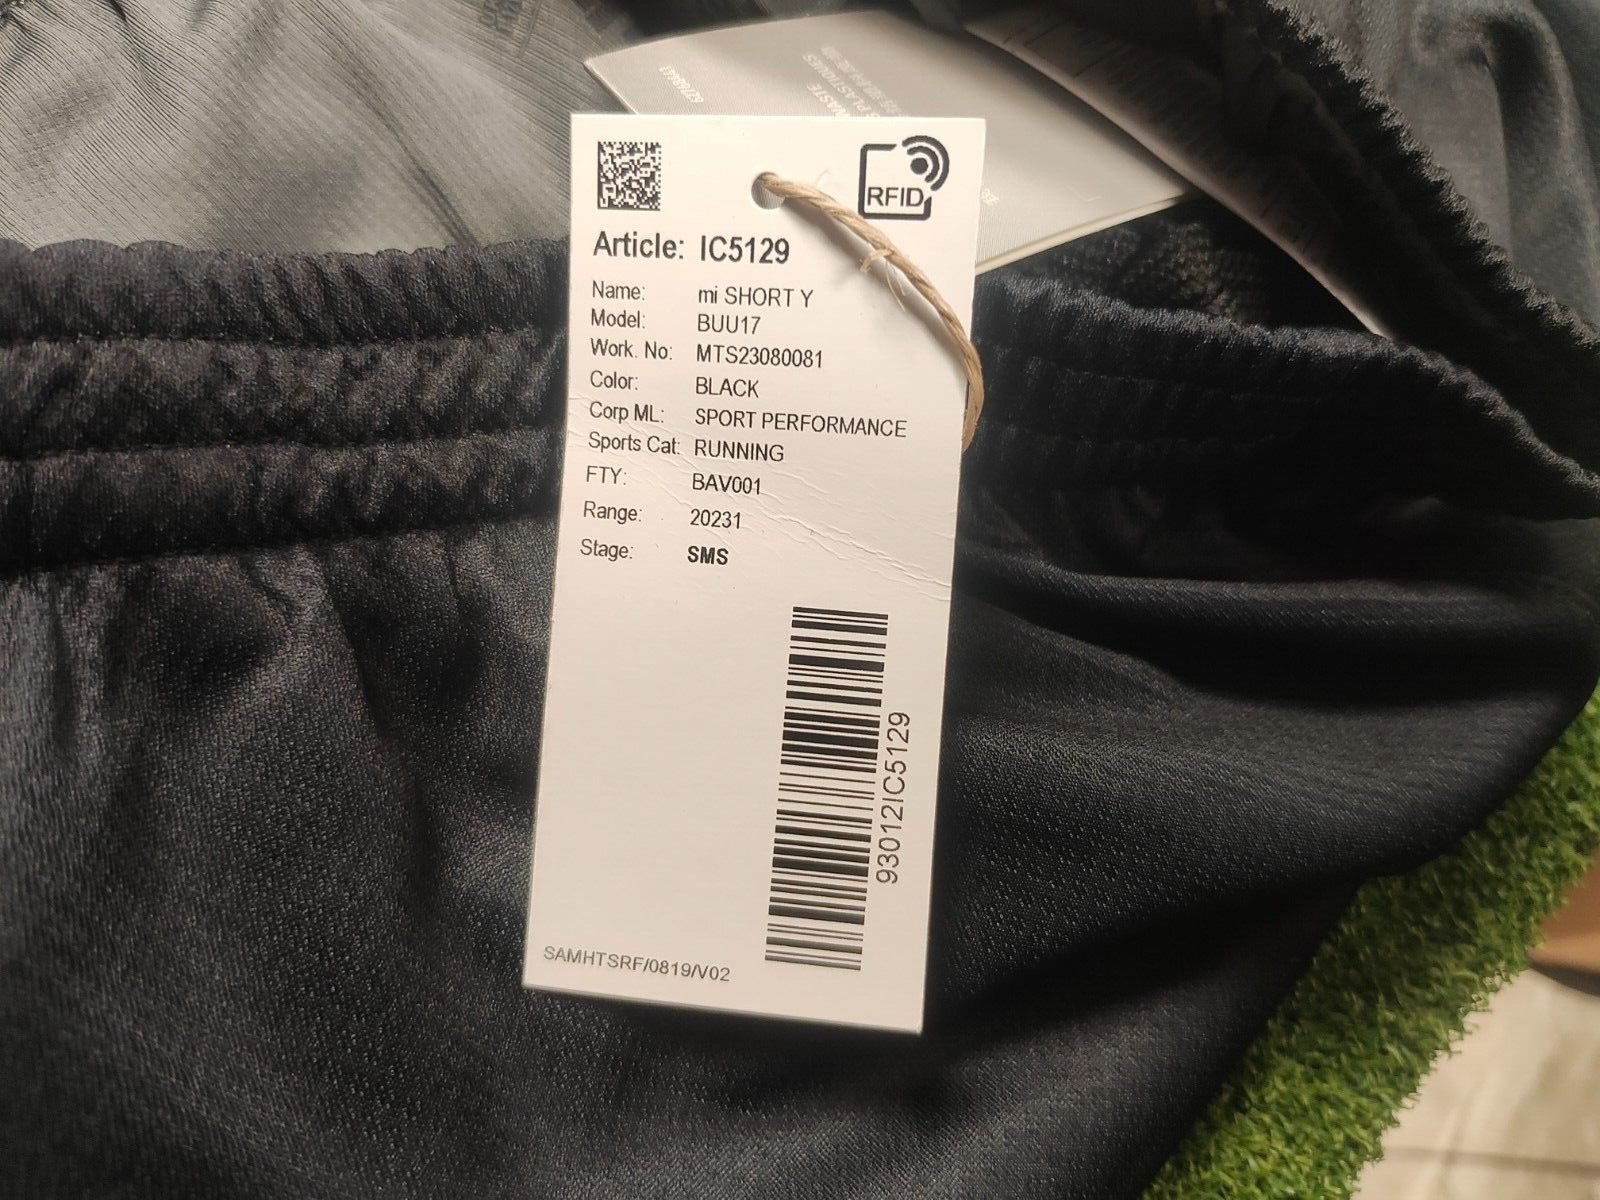 RFID
Article: IC5129
Name: mi SHORT Y
Model: BUU17
Work. No: MTS23080081
Color: BLACK
Corp ML: SPORT PERFORMANCE
Sports Cat: RUNNING
FTY: BAV001
Range: 20231
Stage: SMS
93012IC5129
SAMHTSRF/0819/V02
PLASTIQUES